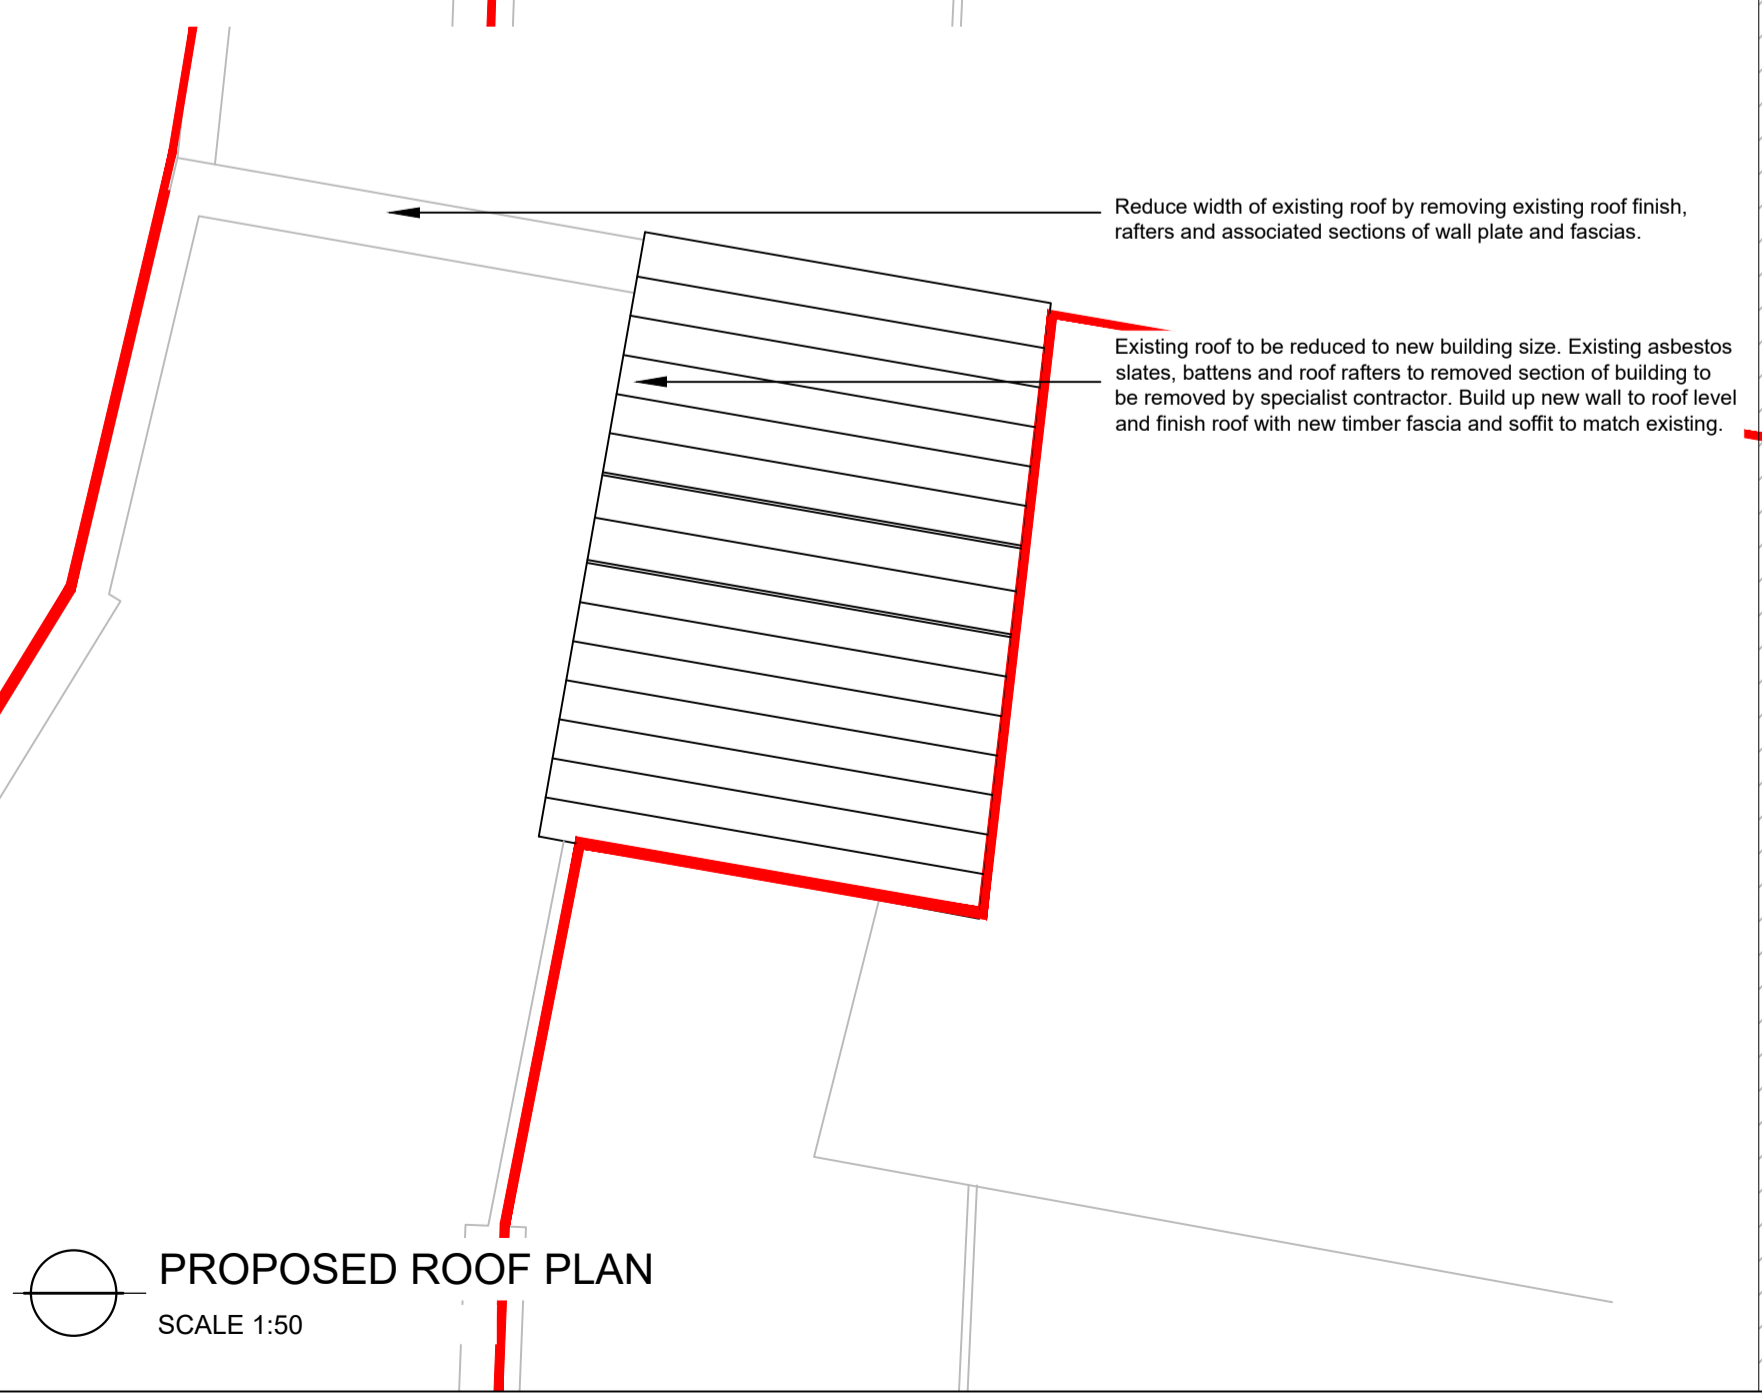 Reduce width of existing roof by removing existing roof finish,
rafters and associated sections of wall plate and fascias.
Existing roof to be reduced to new building size. Existing asbestos
slates, battens and roof rafters to removed section of building to
be removed by specialist contractor. Build up new wall to roof level
and finish roof with new timber fascia and soffit to match existing.
PROPOSED ROOF PLAN
SCALE 1:50